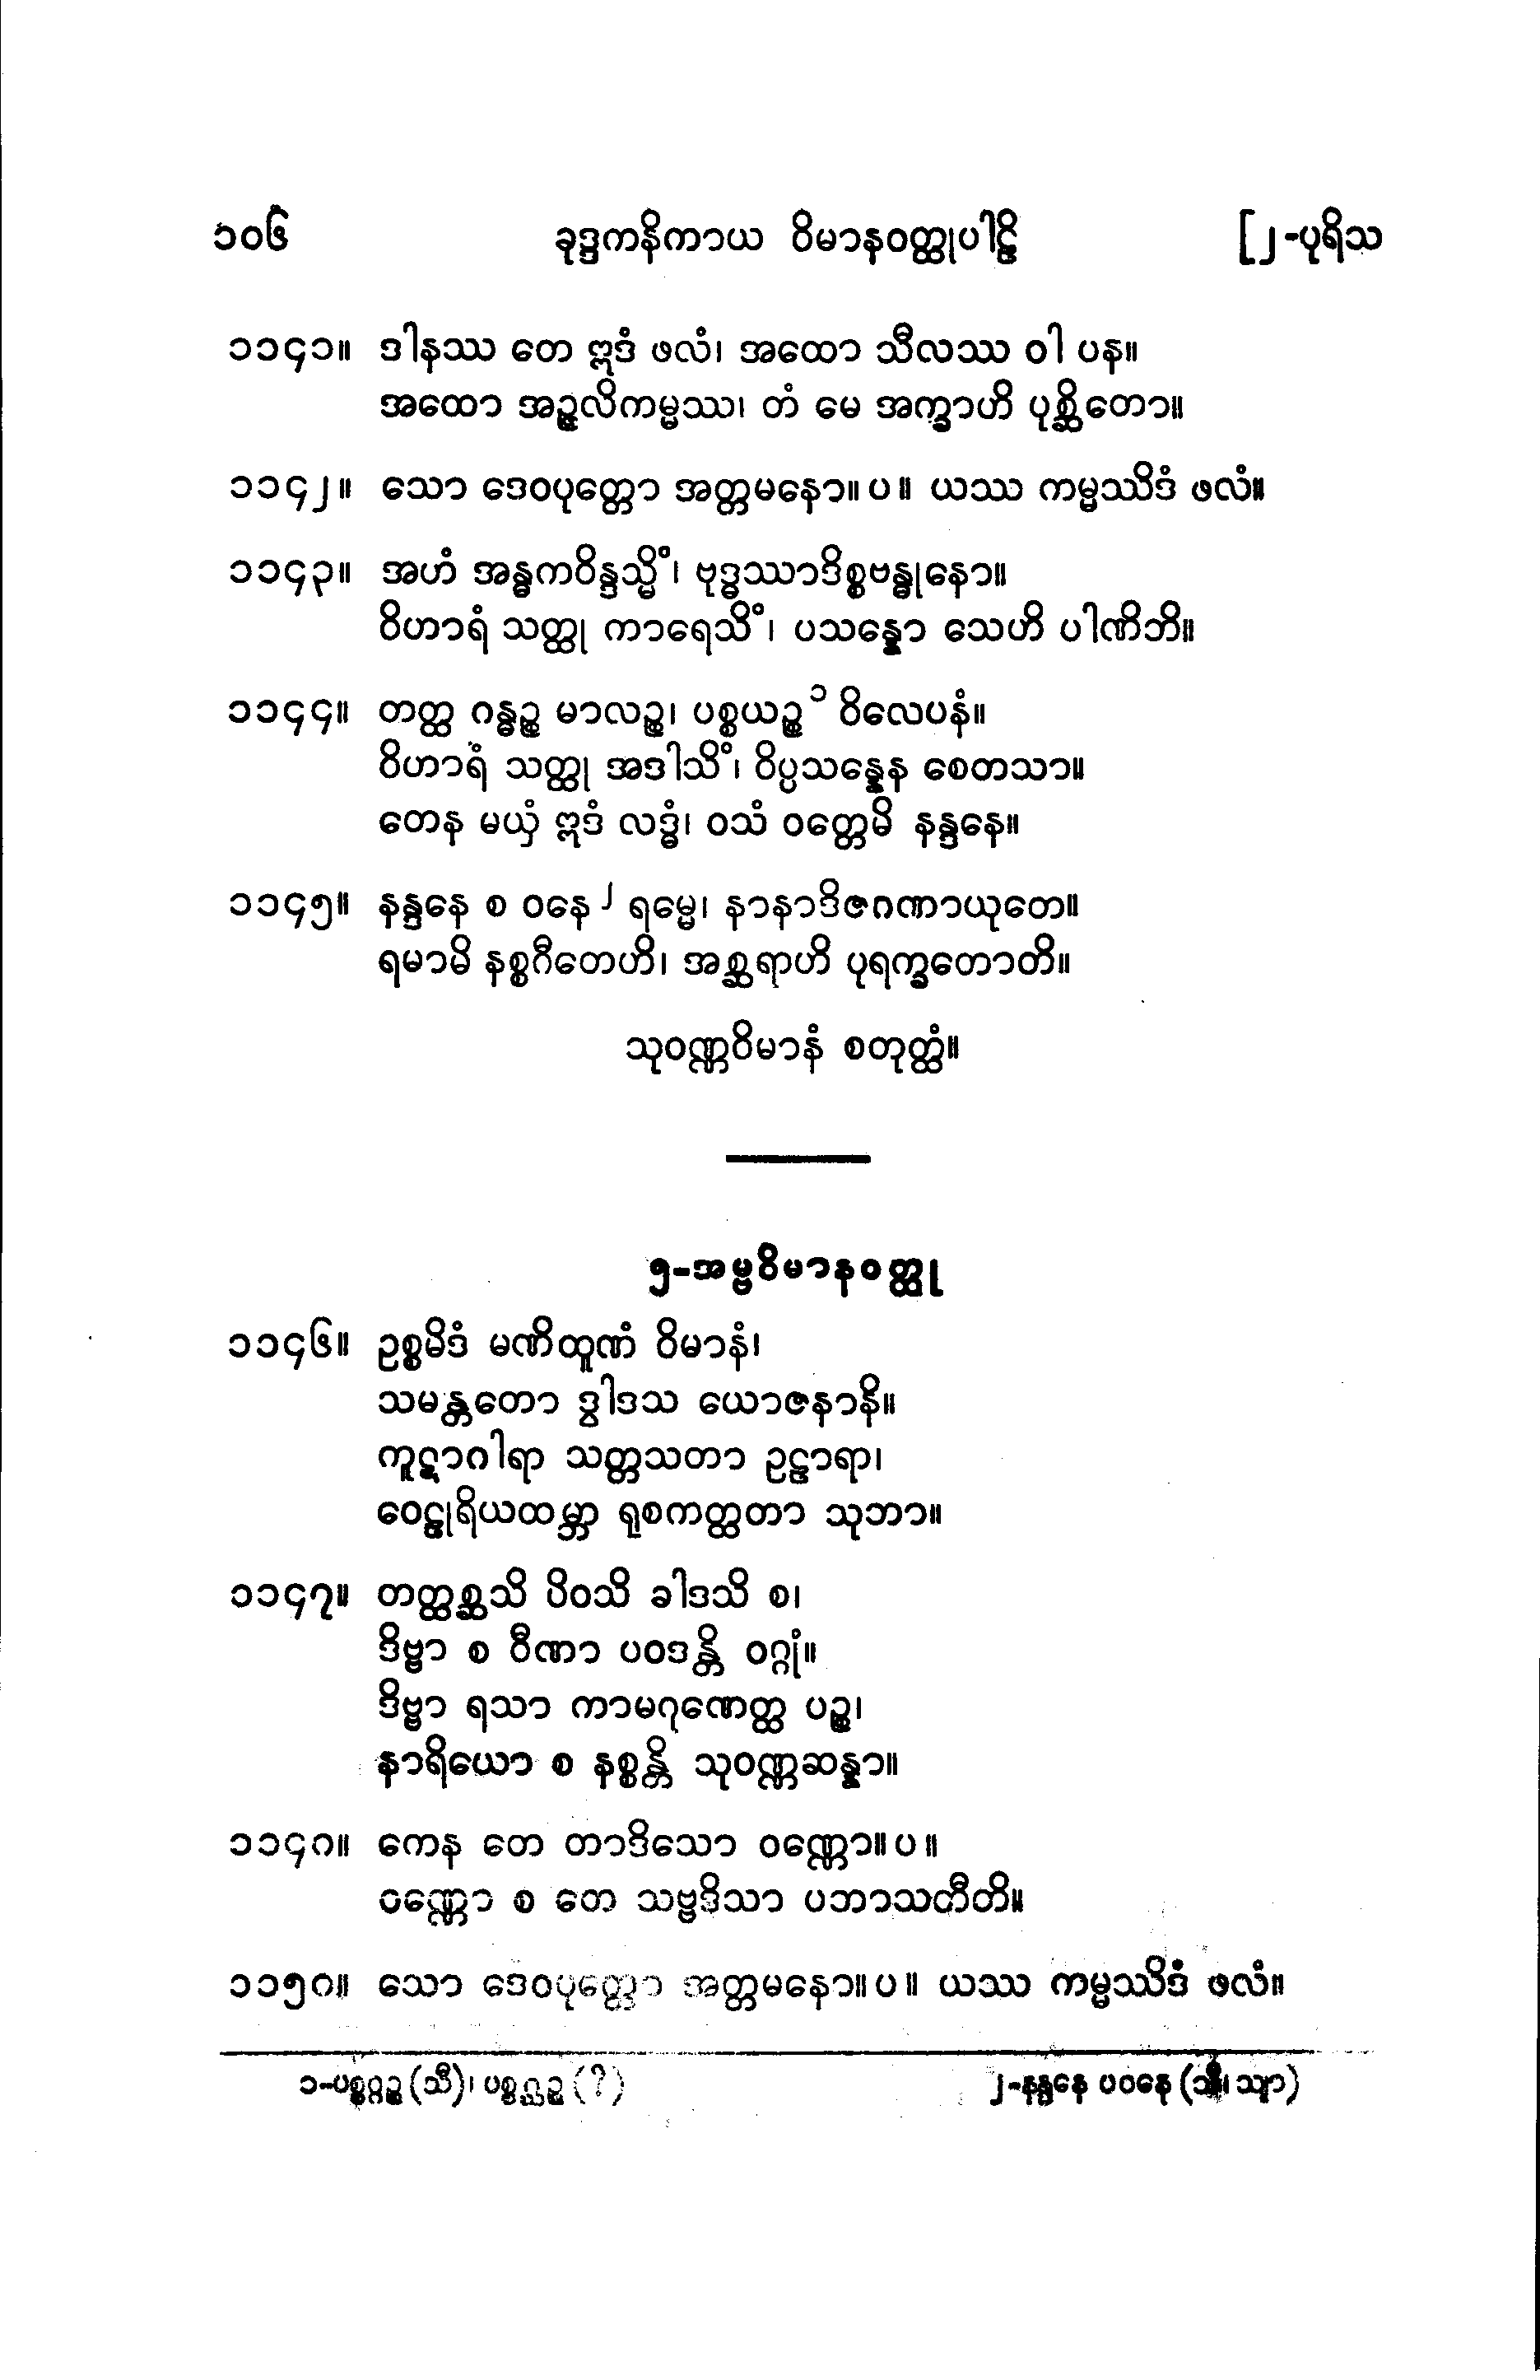 ၁၀၆ ခုဒ္ဒကနိကာယ ဝိမာနဝတ္ထုပါဠိ [၂-ပုရိသ
၁၁၄၁။ ဒါနဿ တေ ဣဒံ ဖလံ၊ အထော သီလဿ ဝါ ပန။
အထော အဉ္ဇလိကမ္မဿ၊ တံ မေ အက္ခာဟိ ပုစ္ဆိတော။
၁၁၄၂။ သော ဒေဝပုတ္တော အတ္တမနော။ ပ ။ ယဿ ကမ္မဿိဒံ ဖလံ။
၁၁၄၃။ အဟံ အန္ဓကဝိန္ဒသ္မိံ၊ ဗုဒ္ဓဿာဒိစ္စဗန္ဓုနော။
ဝိဟာရံ သတ္ထု ကာရေသိံ၊ ပသန္နော သေဟိ ပါဏိဘိ။
၁၁၄၄။ တတ္ထ ဂန္ဓဉ္စ မာလဉ္စ၊ ပစ္စယဉ္စ ၁ ဝိလေပနံ။
ဝိဟာရံ သတ္ထု အဒါသိံ၊ ဝိပ္ပသန္နေန စေတသာ။
တေန မယှံ ဣဒံ လဒ္ဓံ၊ ဝသံ ဝတ္တေမိ နန္ဒနေ။
၁၁၄၅။ နန္ဒနေ စ ဝနေ ၂ ရမ္မေ၊ နာနာဒိဇဂဏာယုတေ။
ရမာမိ နစ္စဂီတေဟိ၊ အစ္ဆရာဟိ ပုရက္ခတောတိ။
သုဝဏ္ဏဝိမာနံ စတုတ္ထံ။
၅-အမ္ဗဝိမာနဝတ္ထု
၁၁၄၆။ ဥစ္စမိဒံ မဏိထူဏံ ဝိမာနံ၊
သမန္တတော ဒွါဒသ ယောဇနာနိ။
ကူဋာဂါရာ သတ္တသတာ ဥဠာရာ၊
ဝေဠုရိယထမ္ဘာ ရုစကတ္ထတာ သုဘာ။
၁၁၄၇။ တတ္ထစ္ဆသိ ပိဝသိ ခါဒသိ စ၊
ဒိဗ္ဗာ စ ဝီဏာ ပဝဒန္တိ ဝဂ္ဂုံ။
ဒိဗ္ဗာ ရသာ ကာမဂုဏေတ္ထ ပဉ္စ၊
နာရိယော စ နစ္စန္တိ သုဝဏ္ဏဆန္နာ။
၁၁၄၈။ ကေန တေ တာဒိသော ဝဏ္ဏော။ ပ ။
ဝဏ္ဏော စ တေ သဗ္ဗဒိသာ ပဘာသတီတိ။
၁၁၅၀။ သော ဒေဝပုတ္တော အတ္တမနော။ ပ ။ ယဿ ကမ္မဿိဒံ ဖလံ။
၁-ပစ္စဂ္ဂဉ္စ (သီ)၊ ပစ္စဂ္ဃဉ္စ (?) ၂-နန္ဒနေ ပဝနေ (သီ၊ သျာ)